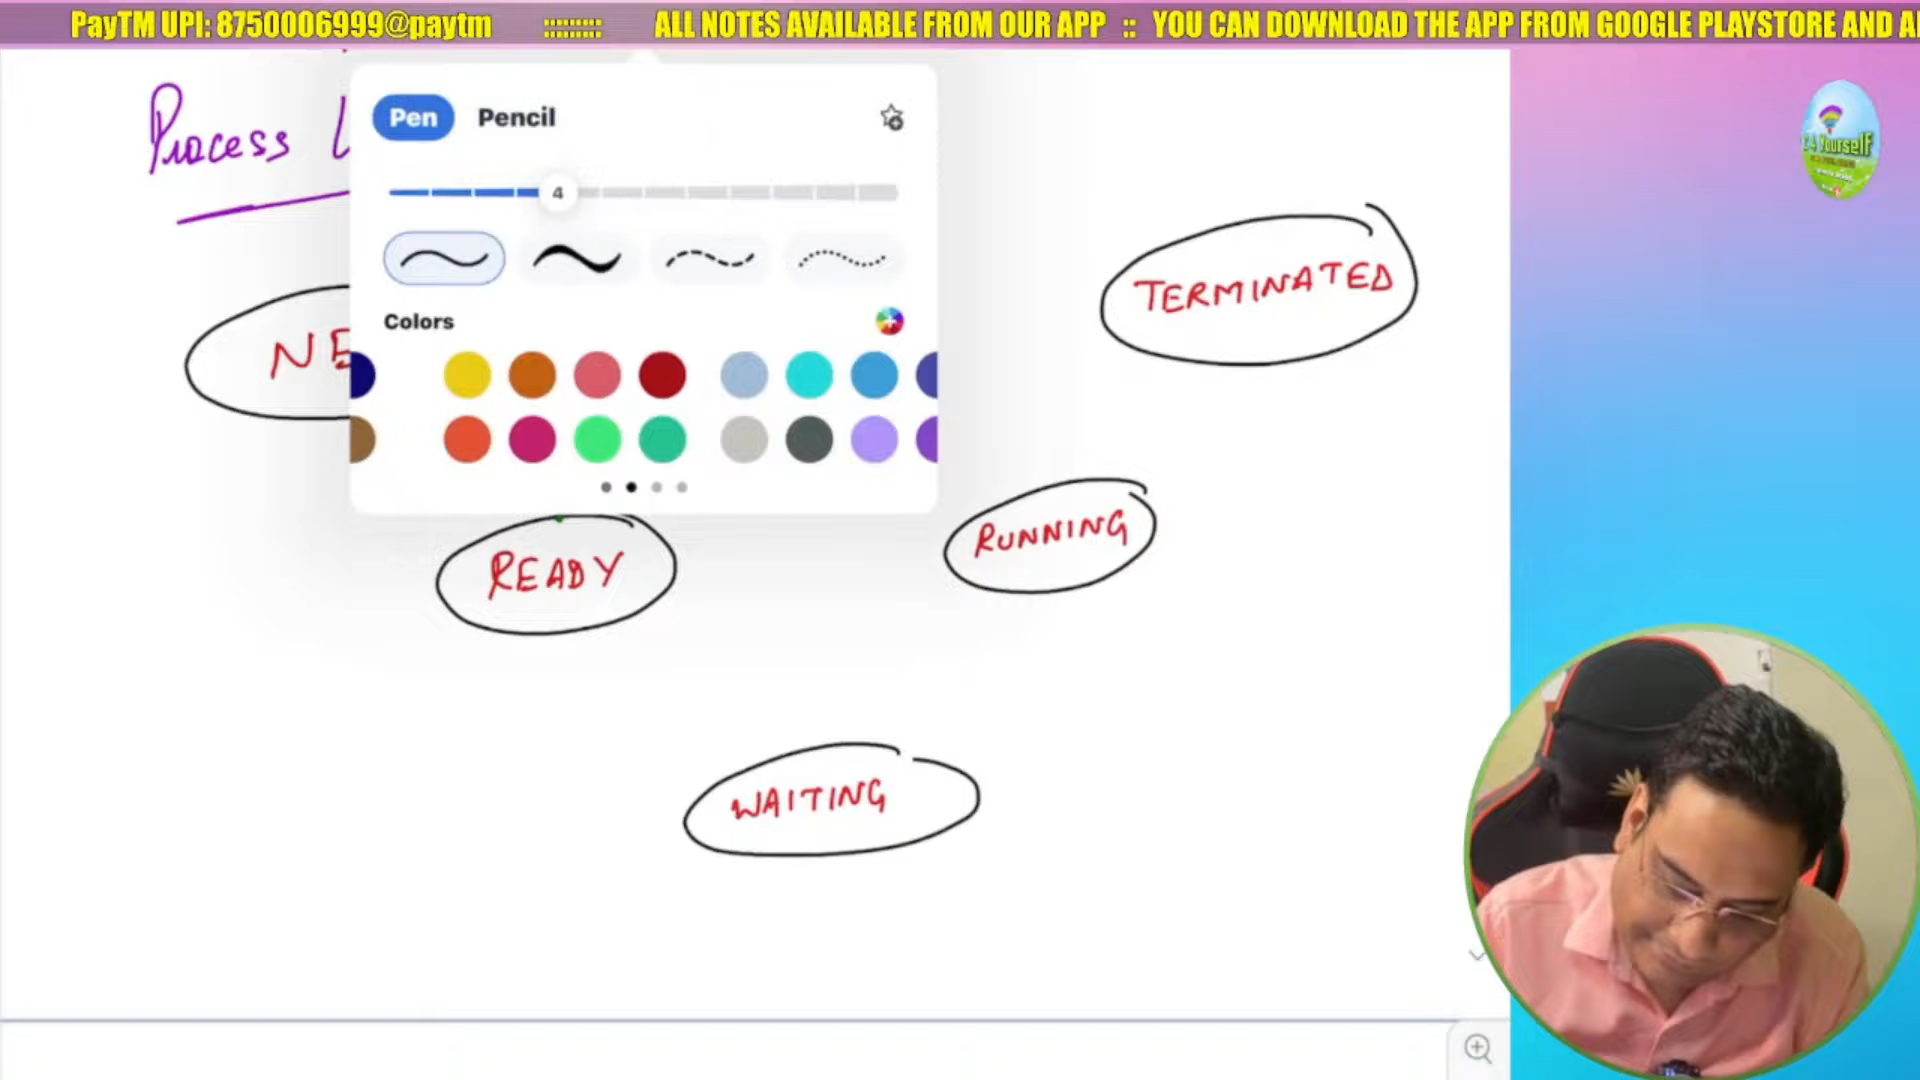 PayTM UPI: 8750006999@paytm ::::::::: ALL NOTES AVAILABLE FROM OUR APP :: YOU CAN DOWNLOAD THE APP FROM GOOGLE PLAYSTORE AND
Process
Pen Pencil
4
Colors
NE
TERMINATED
RUNNING
READY
WAITING